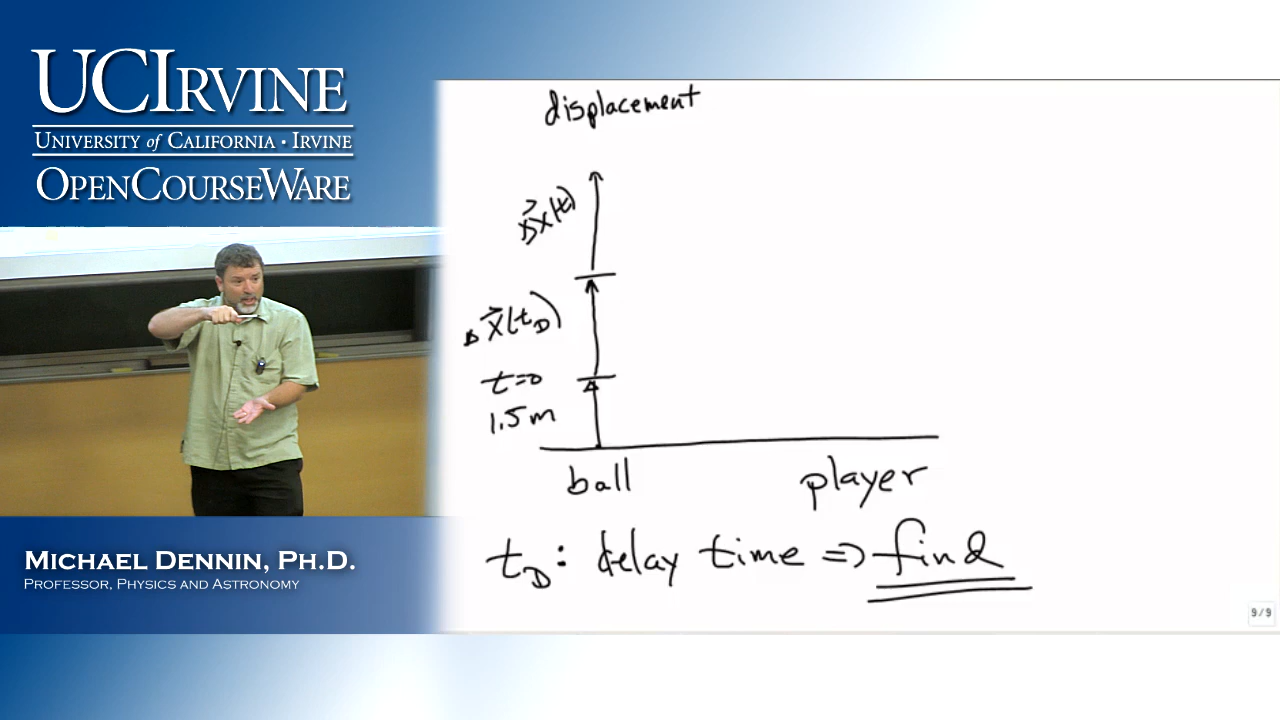 UCIRVINE
UNIVERSITY of CALIFORNIA · IRVINE
OPENCOURSEWARE
MICHAEL DENNIN, PH.D.
PROFESSOR, PHYSICS AND ASTRONOMY
displacement
Δx⃗(t)
Δx⃗(t_D)
t=0
1.5m
ball player
t_D: delay time ⇒ find
9/9